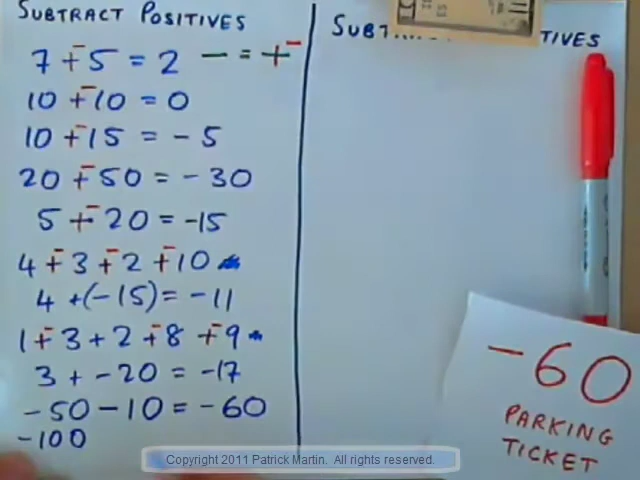 SUBTRACT POSITIVES
7 +⁻5 = 2 — = +⁻
10 +⁻10 = 0
10 +⁻15 = -5
20 +⁻50 = -30
5 +⁻20 = -15
4 +⁻3 +⁻2 +⁻10
4 +(-15) = -11
1 +⁻3 + 2 +⁻8 +⁻9
3 + -20 = -17
-50 - 10 = -60
-100
-60
PARKING
TICKET
Copyright 2011 Patrick Martin. All rights reserved.